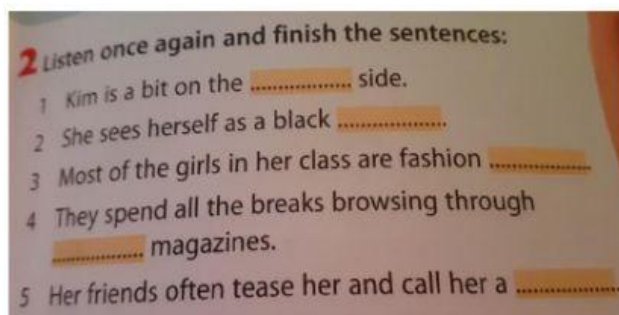 2 Listen once again and finish the sentences:
1 Kim is a bit on the ................. side.
2 She sees herself as a black ..................
3 Most of the girls in her class are fashion .................
4 They spend all the breaks browsing through
............... magazines.
5 Her friends often tease her and call her a .................